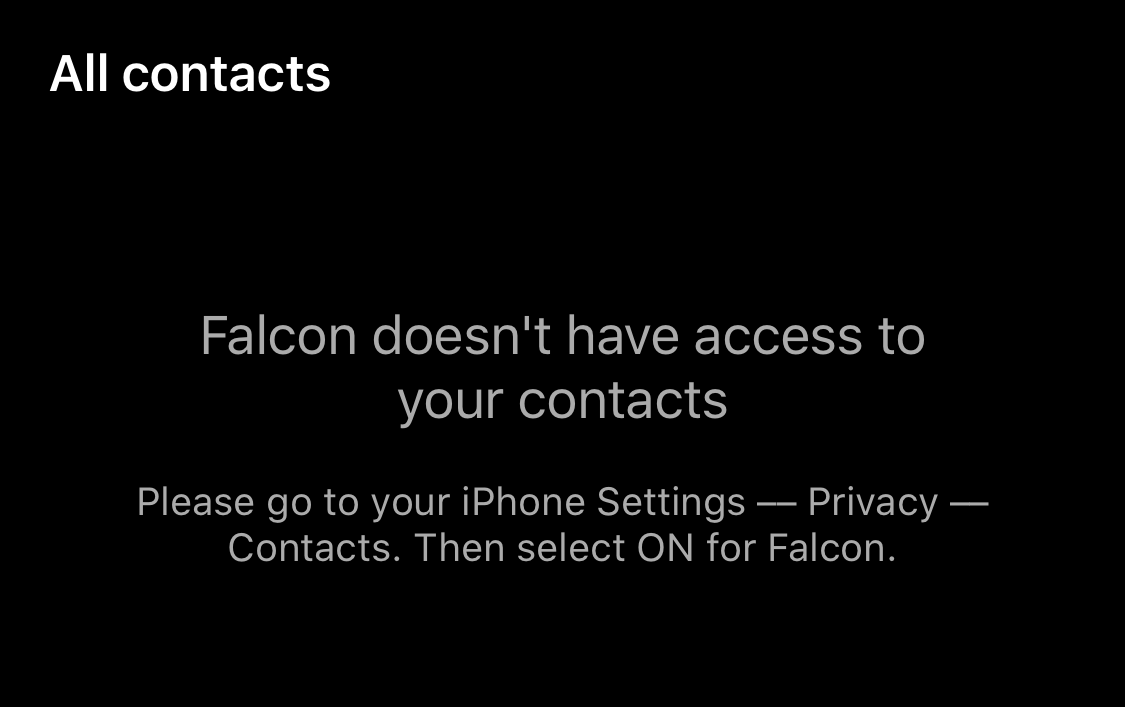 All contacts
Falcon doesn't have access to
your contacts
Please go to your iPhone Settings –– Privacy ––
Contacts. Then select ON for Falcon.